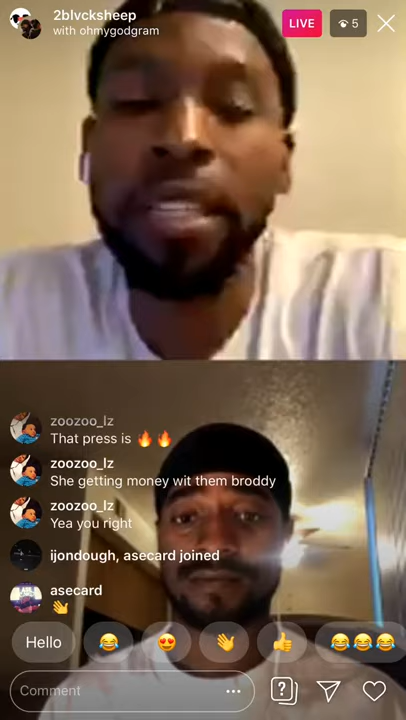 2blvcksheep
with ohmygodgram
LIVE
5
zoozoo_lz
That press is 🔥🔥
zoozoo_lz
She getting money wit them broddy
zoozoo_lz
Yea you right
ijondough, asecard joined
asecard
👋
Hello 😂 😍 👋 👍 😂😂😂
Comment